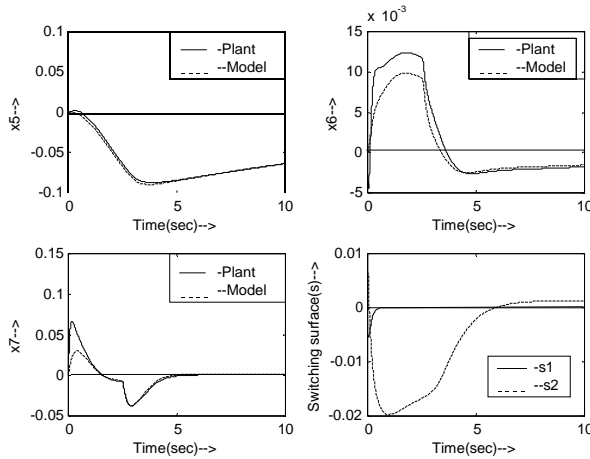 0.1
0.05
0
-0.05
-0.1
x5-->
-Plant
--Model
0
5
10
Time(sec)-->
x 10^-3
15
10
5
0
-5
x6-->
-Plant
--Model
0
5
10
Time(sec)-->
0.15
0.1
0.05
0
-0.05
x7-->
-Plant
--Model
0
5
10
Time(sec)-->
0.01
0
-0.01
-0.02
Switching surface(s)-->
-s1
--s2
0
5
10
Time(sec)-->